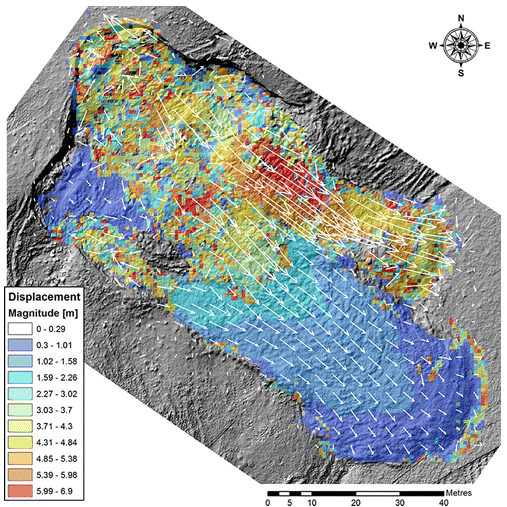 N
W E
S
Displacement
Magnitude [m]
0 - 0.29
0.3 - 1.01
1.02 - 1.58
1.59 - 2.26
2.27 - 3.02
3.03 - 3.7
3.71 - 4.3
4.31 - 4.84
4.85 - 5.38
5.39 - 5.98
5.99 - 6.9
Metres
0 5 10 20 30 40